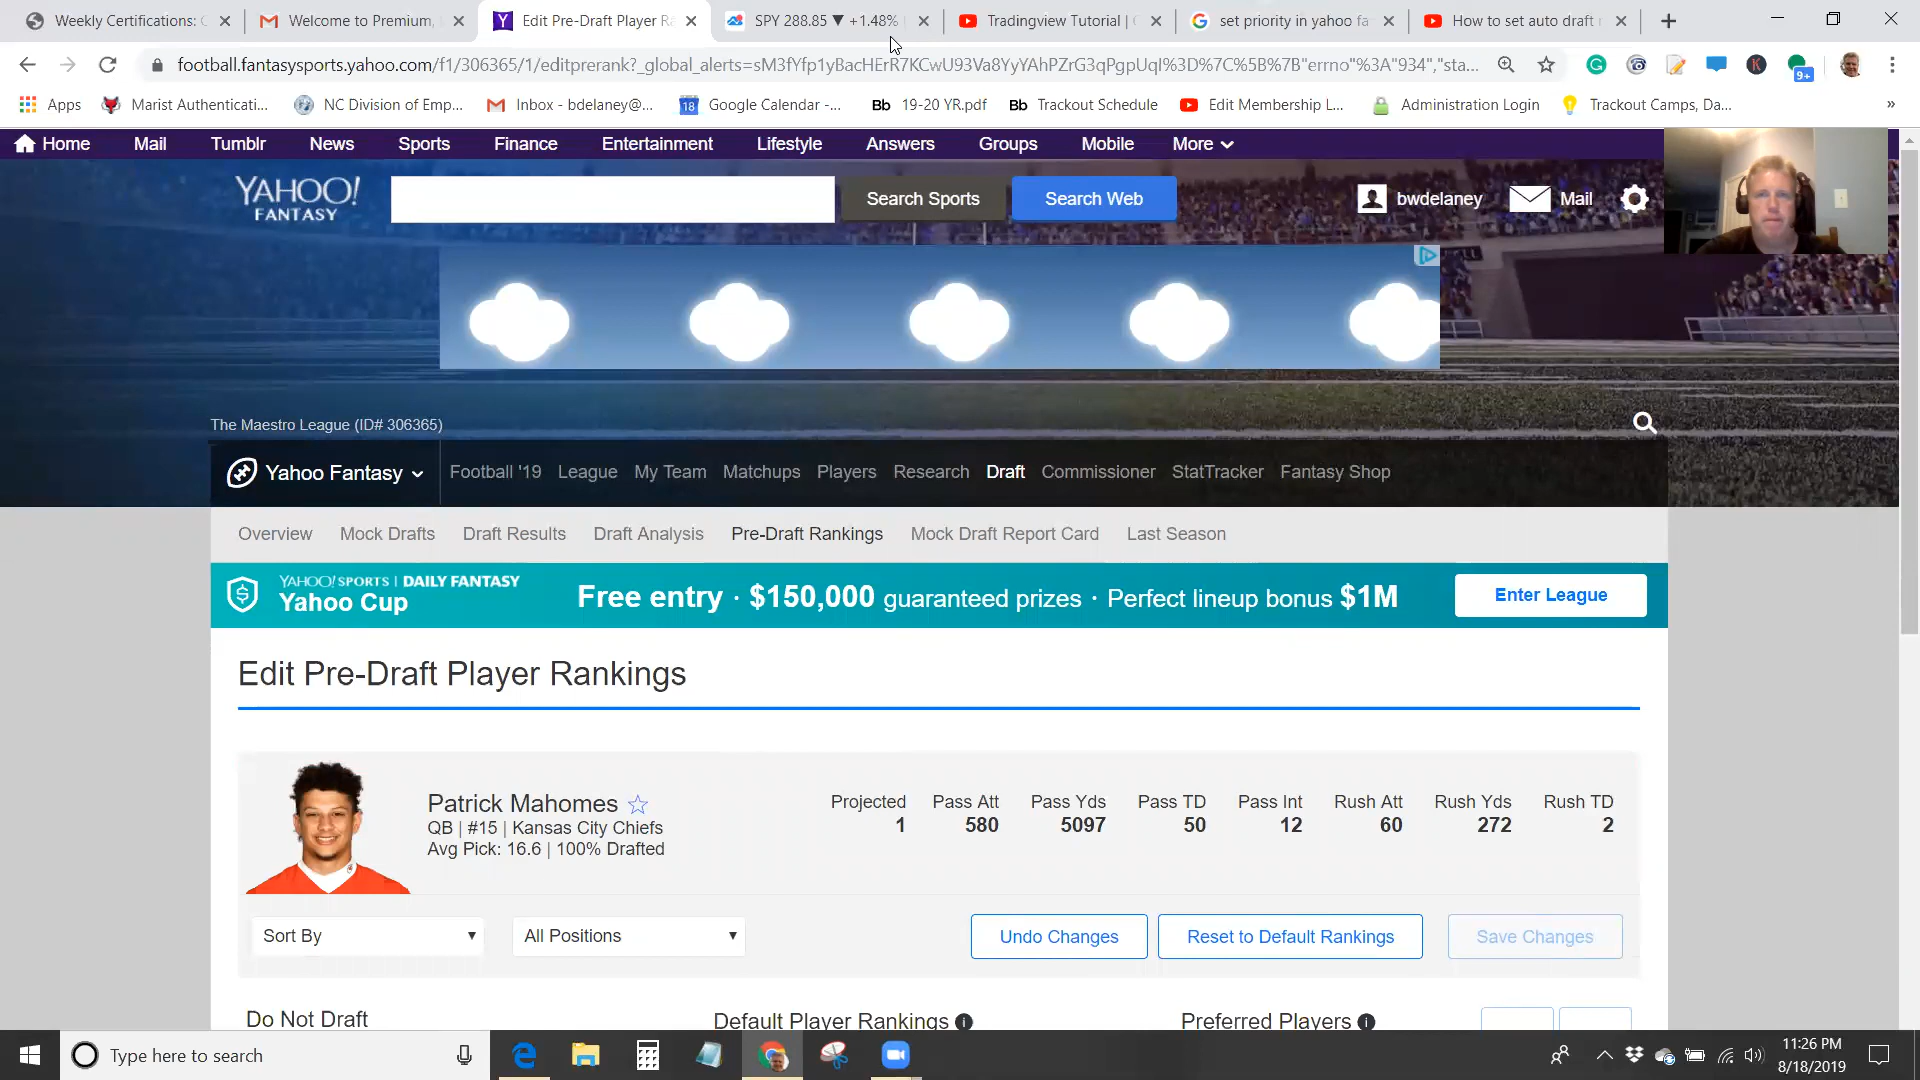 Weekly Certifications: C
Welcome to Premium,
Edit Pre-Draft Player Ra
SPY 288.85 ▼ +1.48%
Tradingview Tutorial | C
set priority in yahoo fa
How to set auto draft r
football.fantasysports.yahoo.com/f1/306365/1/editprerank?_global_alerts=sM3fYfp1yBacHErR7KCwU93Va8YyYAhPZrG3qPgpUqI%3D%7C%5B%7B"errno"%3A"934","sta...
9+
Apps
Marist Authenticati...
NC Division of Emp...
Inbox - bdelaney@...
18
Google Calendar -...
Bb 19-20 YR.pdf
Bb Trackout Schedule
Edit Membership L...
Administration Login
Trackout Camps, Da...
»
Home Mail Tumblr News Sports Finance Entertainment Lifestyle Answers Groups Mobile More
YAHOO!
FANTASY
Search Sports
Search Web
bwdelaney
Mail
The Maestro League (ID# 306365)
Yahoo Fantasy
Football '19 League My Team Matchups Players Research Draft Commissioner StatTracker Fantasy Shop
Overview Mock Drafts Draft Results Draft Analysis Pre-Draft Rankings Mock Draft Report Card Last Season
YAHOO! SPORTS | DAILY FANTASY
Yahoo Cup
Free entry · $150,000 guaranteed prizes · Perfect lineup bonus $1M
Enter League
Edit Pre-Draft Player Rankings
Patrick Mahomes
QB | #15 | Kansas City Chiefs
Avg Pick: 16.6 | 100% Drafted
Projected Pass Att Pass Yds Pass TD Pass Int Rush Att Rush Yds Rush TD
1 580 5097 50 12 60 272 2
Sort By
All Positions
Undo Changes
Reset to Default Rankings
Save Changes
Do Not Draft
Default Player Rankings
Preferred Players
Type here to search
11:26 PM
8/18/2019